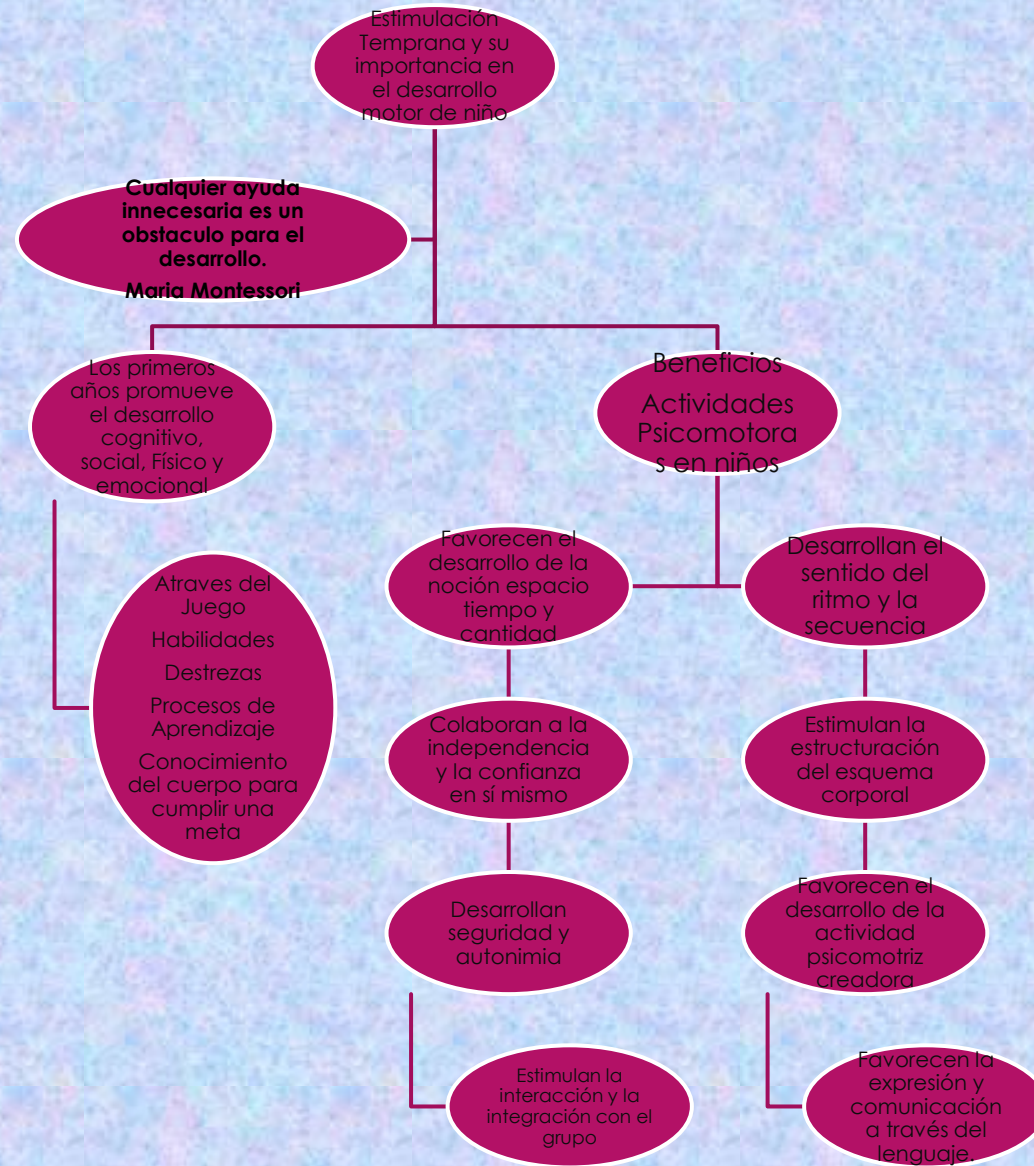 Estimulación
Temprana y su
importancia en
el desarrollo
motor de niño
Cualquier ayuda
innecesaria es un
obstaculo para el
desarrollo.
Maria Montessori
Los primeros
años promueve
el desarrollo
cognitivo,
social, Físico y
emocional
Atraves del
Juego
Habilidades
Destrezas
Procesos de
Aprendizaje
Conocimiento
del cuerpo para
cumplir una
meta
Beneficios
Actividades
Psicomotora
s en niños
Favorecen el
desarrollo de la
noción espacio
tiempo y
cantidad
Colaboran a la
independencia
y la confianza
en sí mismo
Desarrollan
seguridad y
autonimia
Estimulan la
interacción y la
integración con el
grupo
Desarrollan el
sentido del
ritmo y la
secuencia
Estimulan la
estructuración
del esquema
corporal
Favorecen el
desarrollo de la
actividad
psicomotriz
creadora
Favorecen la
expresión y
comunicación
a través del
lenguaje.